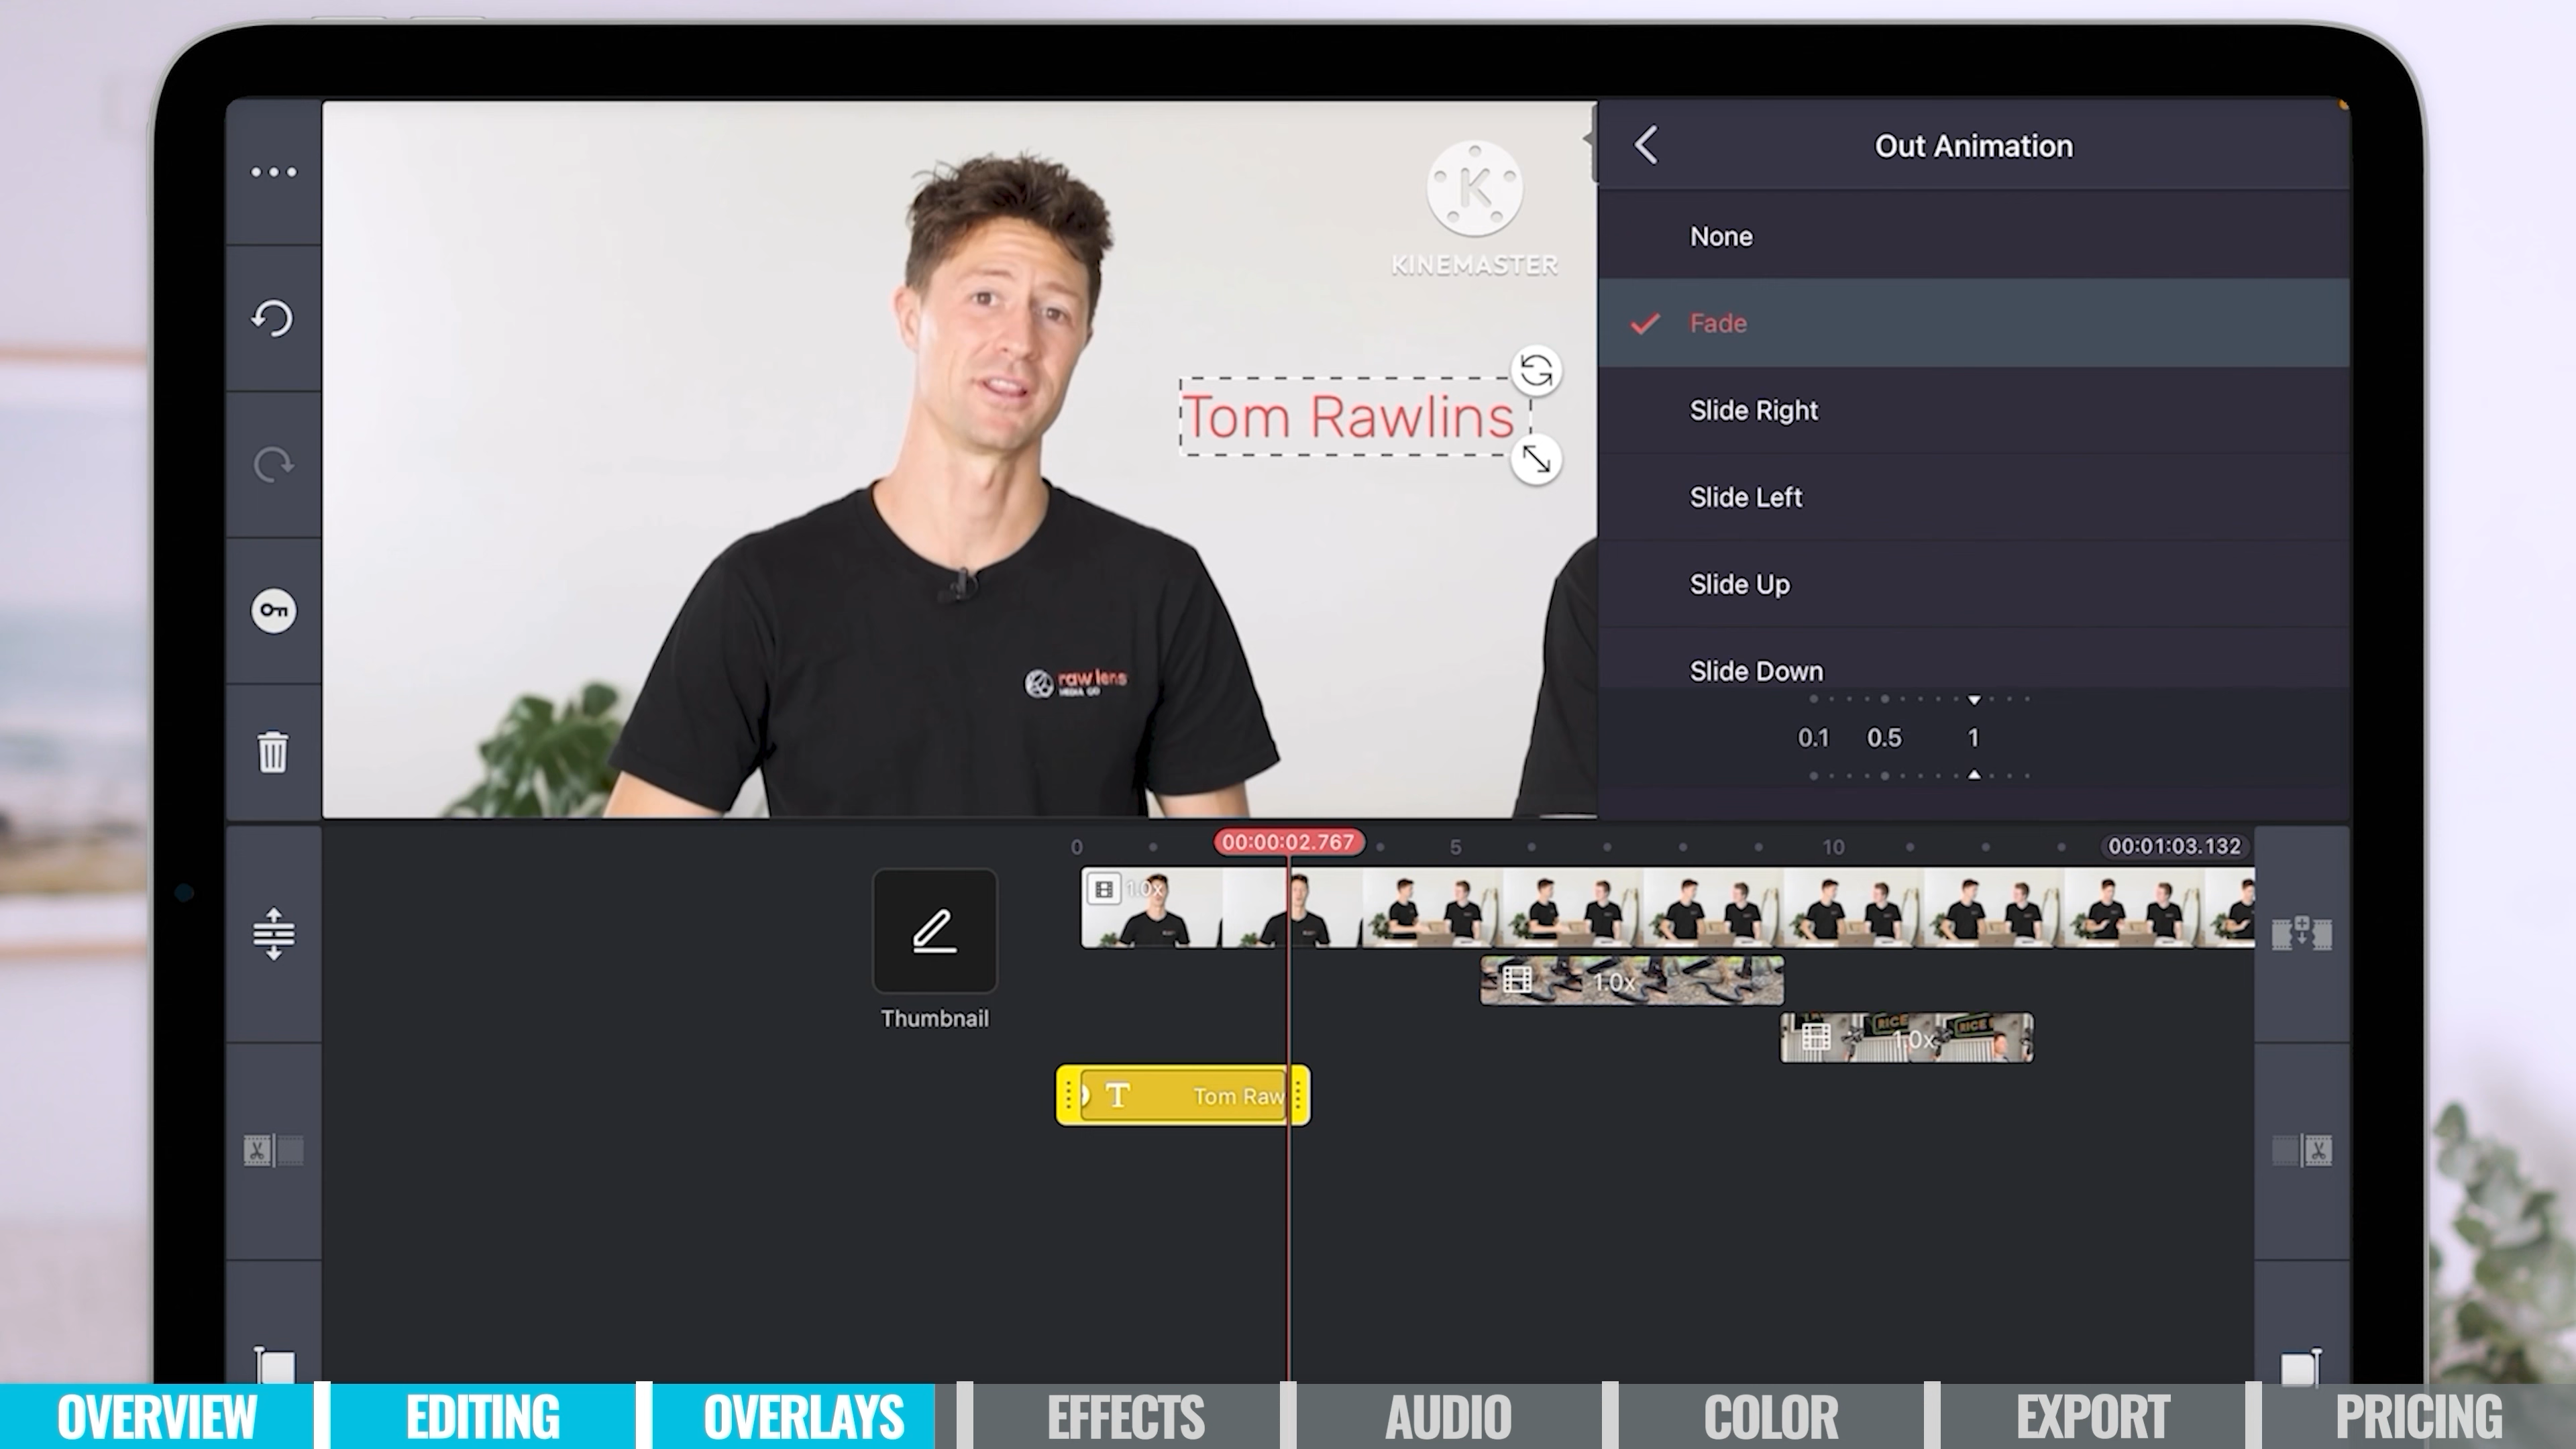 Out Animation
None
Fade
Slide Right
Slide Left
Slide Up
Slide Down
0.1 0.5 1
K
KINEMASTER
Tom Rawlins
raw lens
MEDIA CO
0 00:00:02.767 5 10 00:01:03.132
1.0x
Thumbnail
1.0x
RICE RICE
1.0x
T Tom Raw
OVERVIEW EDITING OVERLAYS EFFECTS AUDIO COLOR EXPORT PRICING